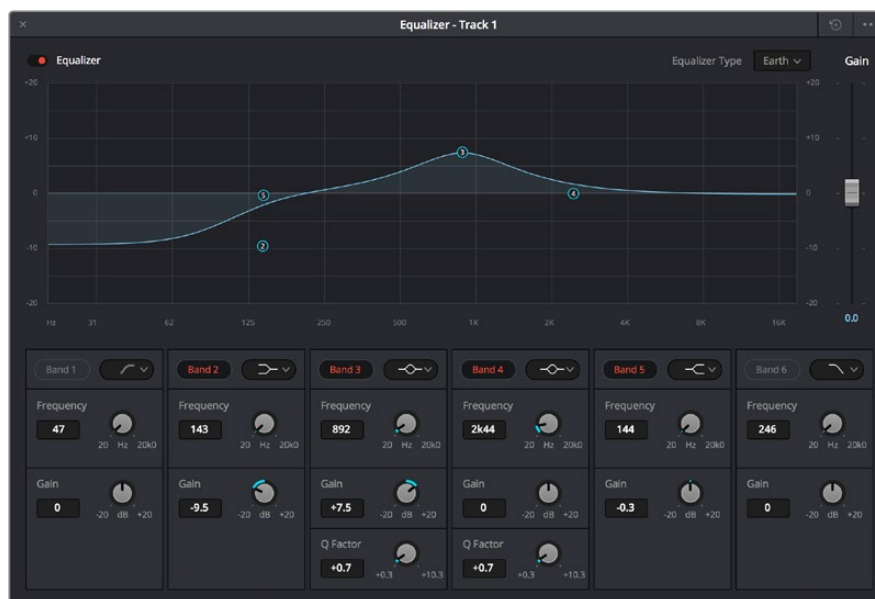 Equalizer - Track 1
Equalizer
Equalizer Type Earth Gain
+20 +20
+10 +10
0 0
-10 -10
-20 -20
Hz 31 62 125 250 500 1K 2K 4K 8K 16K 0.0
5 3 4
2
Band 1 Band 2 Band 3 Band 4 Band 5 Band 6
Frequency Frequency Frequency Frequency Frequency Frequency
47 143 892 2k44 144 246
20 Hz 20k0 20 Hz 20k0 20 Hz 20k0 20 Hz 20k0 20 Hz 20k0 20 Hz 20k0
Gain Gain Gain Gain Gain Gain
0 -9.5 +7.5 0 -0.3 0
-20 dB +20 -20 dB +20 -20 dB +20 -20 dB +20 -20 dB +20 -20 dB +20
Q Factor Q Factor
+0.7 +0.7
+0.3 +10.3 +0.3 +10.3